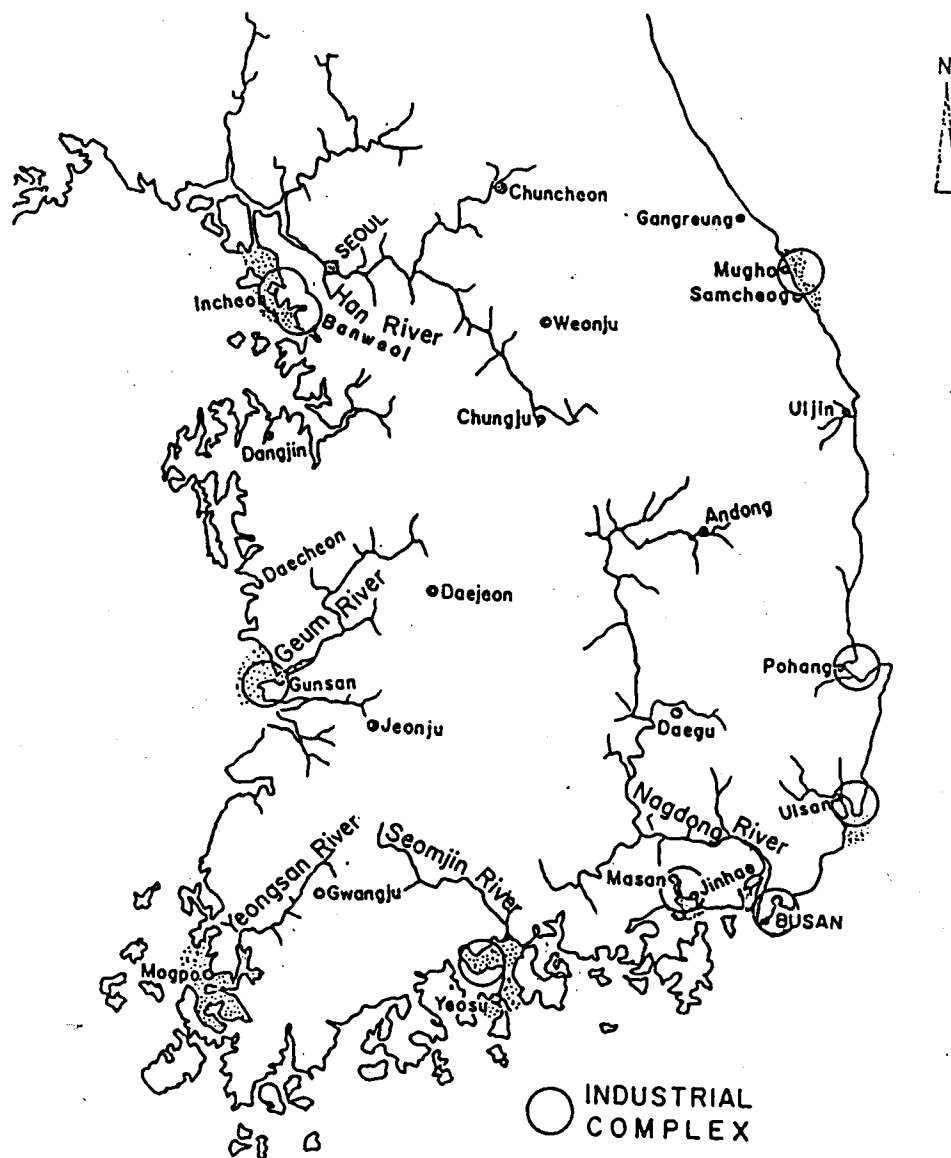 N
Chuncheon
SEOUL
Gangreung
Mugho
Samcheog
Incheon
Han River
Banweol
Weonju
Uljin
Chungju
Dangjin
Andong
Daecheon
Geum River
Daejeon
Pohang
Gunsan
Jeonju
Daegu
Nagdong River
Ulsan
Yeongsan River
Seomjin River
Gwangju
Masan
Jinhae
BUSAN
Mogpo
Yeosu
INDUSTRIAL
COMPLEX